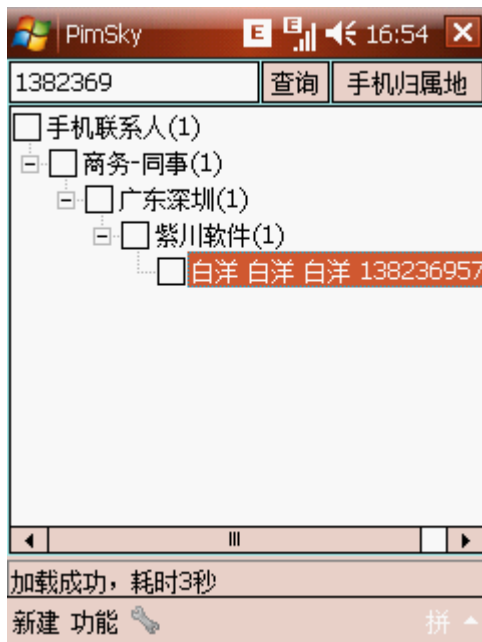 PimSky E E 16:54
1382369 查询 手机归属地
手机联系人(1)
商务-同事(1)
广东深圳(1)
紫川软件(1)
白洋 白洋 白洋 138236957
加载成功，耗时3秒
新建 功能 拼